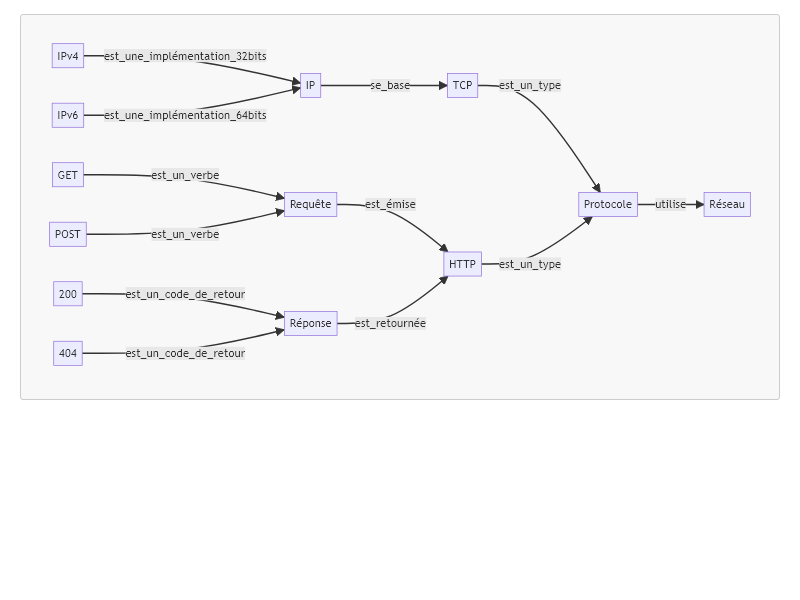 IPv4
est_une_implémentation_32bits
IP
se_base
TCP
est_un_type
IPv6
est_une_implémentation_64bits
GET
est_un_verbe
Requête
est_émise
Protocole
utilise
Réseau
POST
est_un_verbe
HTTP
est_un_type
200
est_un_code_de_retour
Réponse
est_retournée
404
est_un_code_de_retour